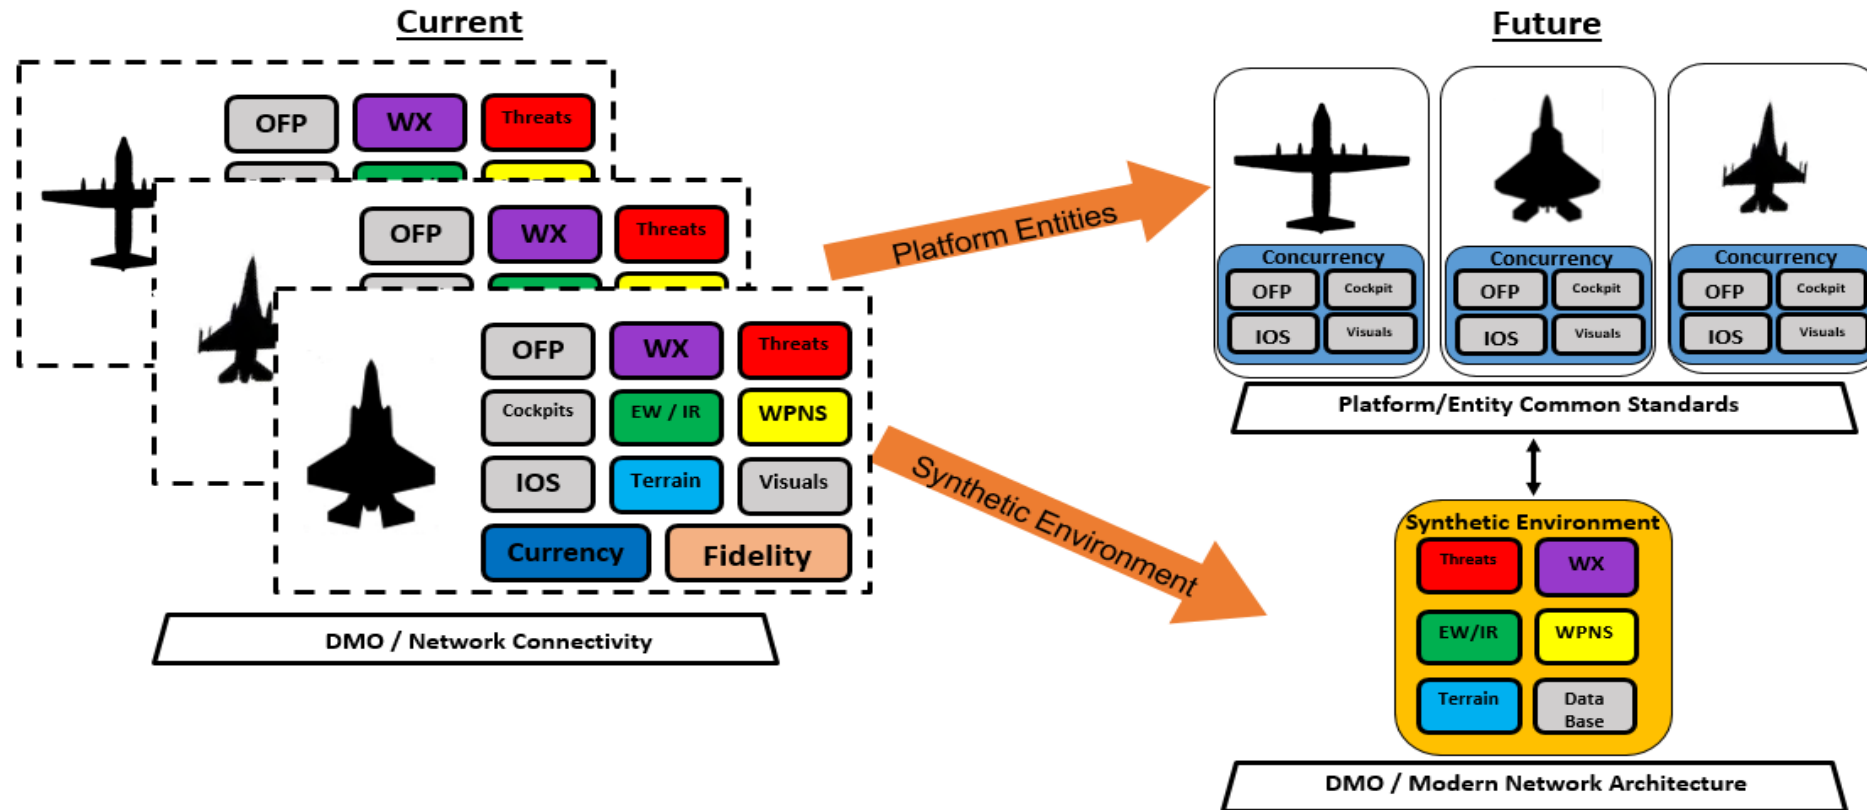 Current
OFP
WX
Threats
OFP
WX
Threats
OFP
WX
Threats
Cockpits
EW / IR
WPNS
IOS
Terrain
Visuals
Currency
Fidelity
DMO / Network Connectivity
Platform Entities
Synthetic Environment
Future
Concurrency
OFP
Cockpit
IOS
Visuals
Concurrency
OFP
Cockpit
IOS
Visuals
Concurrency
OFP
Cockpit
IOS
Visuals
Platform/Entity Common Standards
Synthetic Environment
Threats
WX
EW/IR
WPNS
Terrain
Data
Base
DMO / Modern Network Architecture